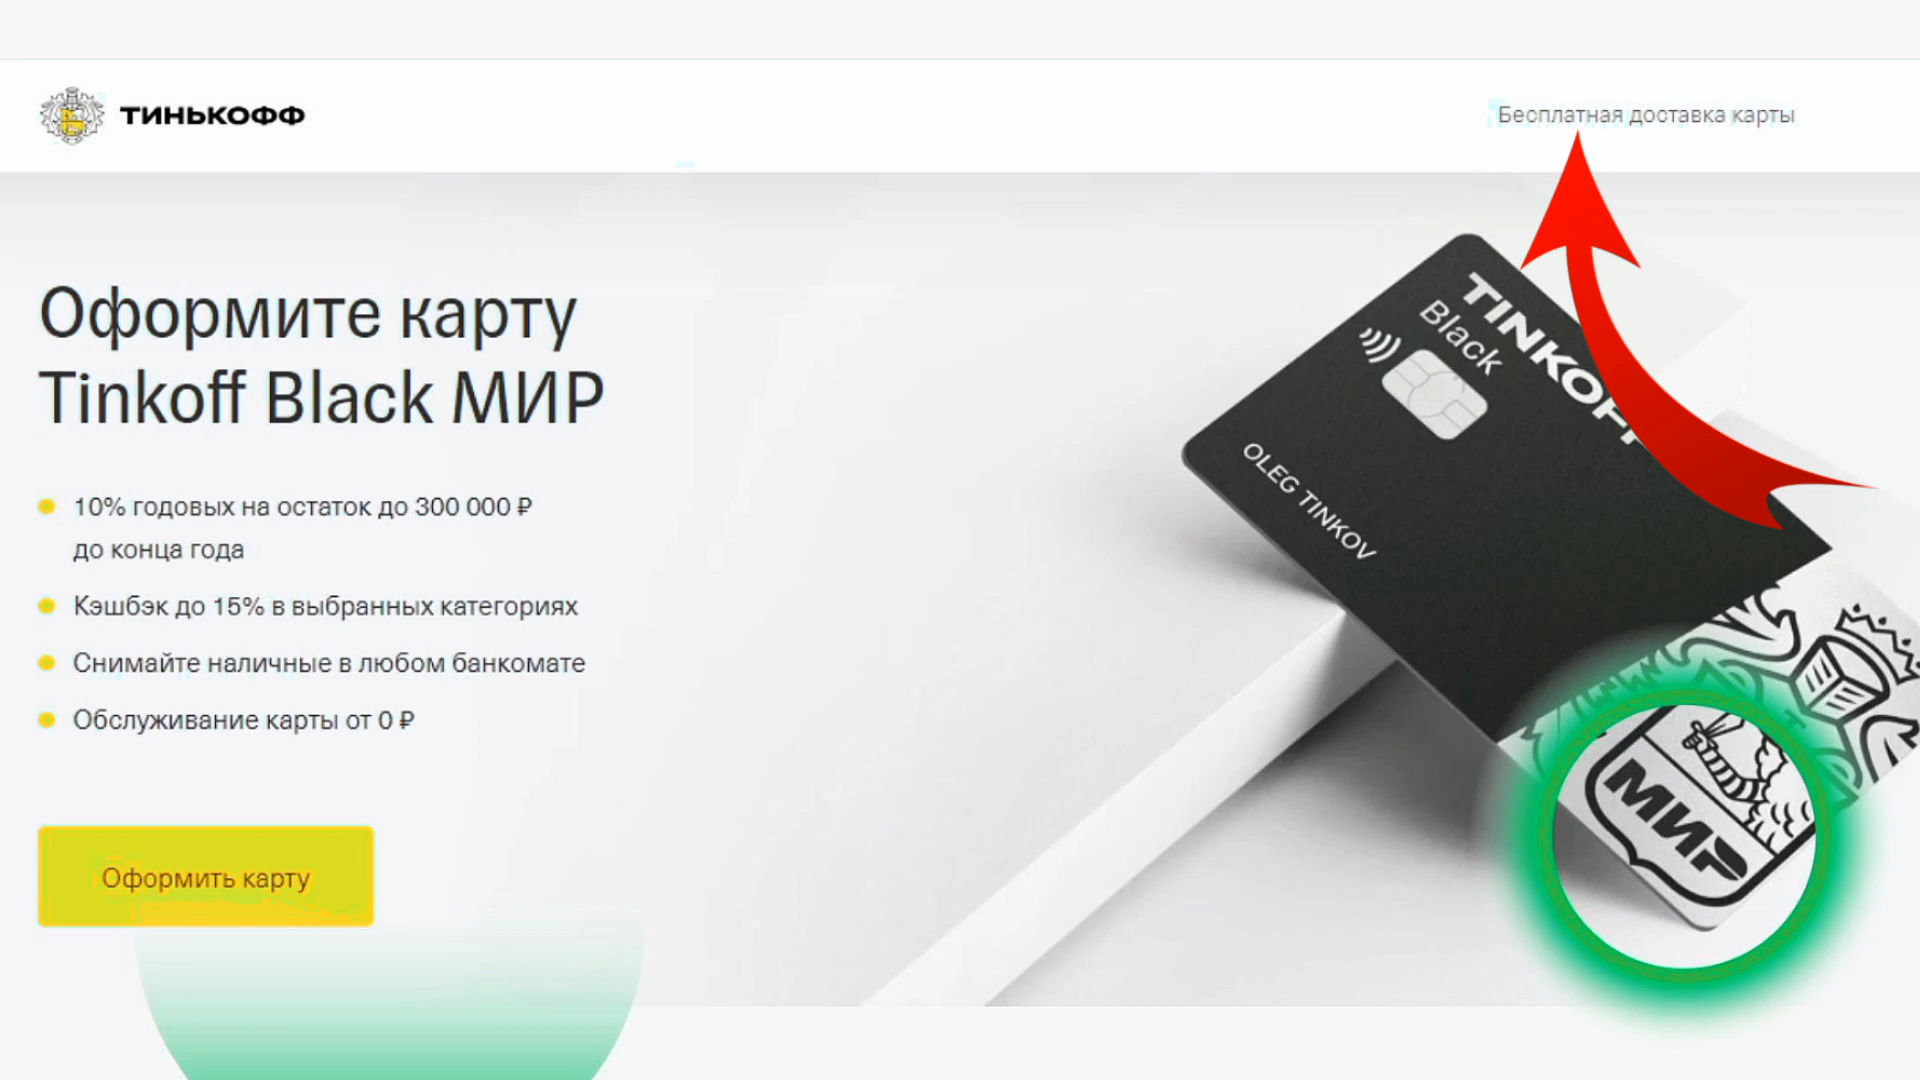 ТИНЬКОФФ
Бесплатная доставка карты
Оформите карту
Tinkoff Black МИР
10% годовых на остаток до 300 000 ₽
до конца года
Кэшбэк до 15% в выбранных категориях
Снимайте наличные в любом банкомате
Обслуживание карты от 0 ₽
Оформить карту
TINKOFF
Black
OLEG TINKOV
МИР